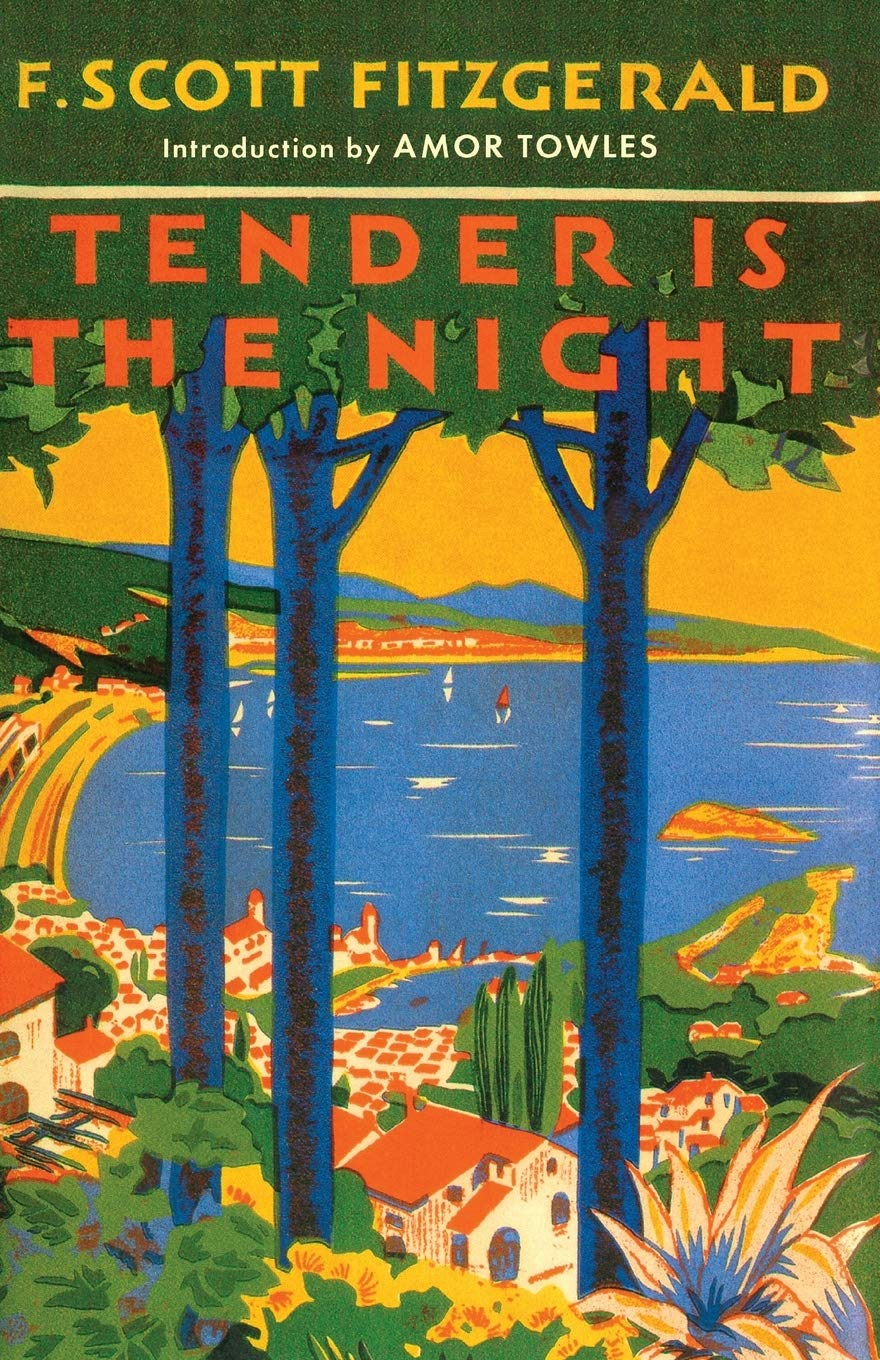 F. SCOTT FITZGERALD
Introduction by AMOR TOWLES
TENDER IS
THE NIGHT